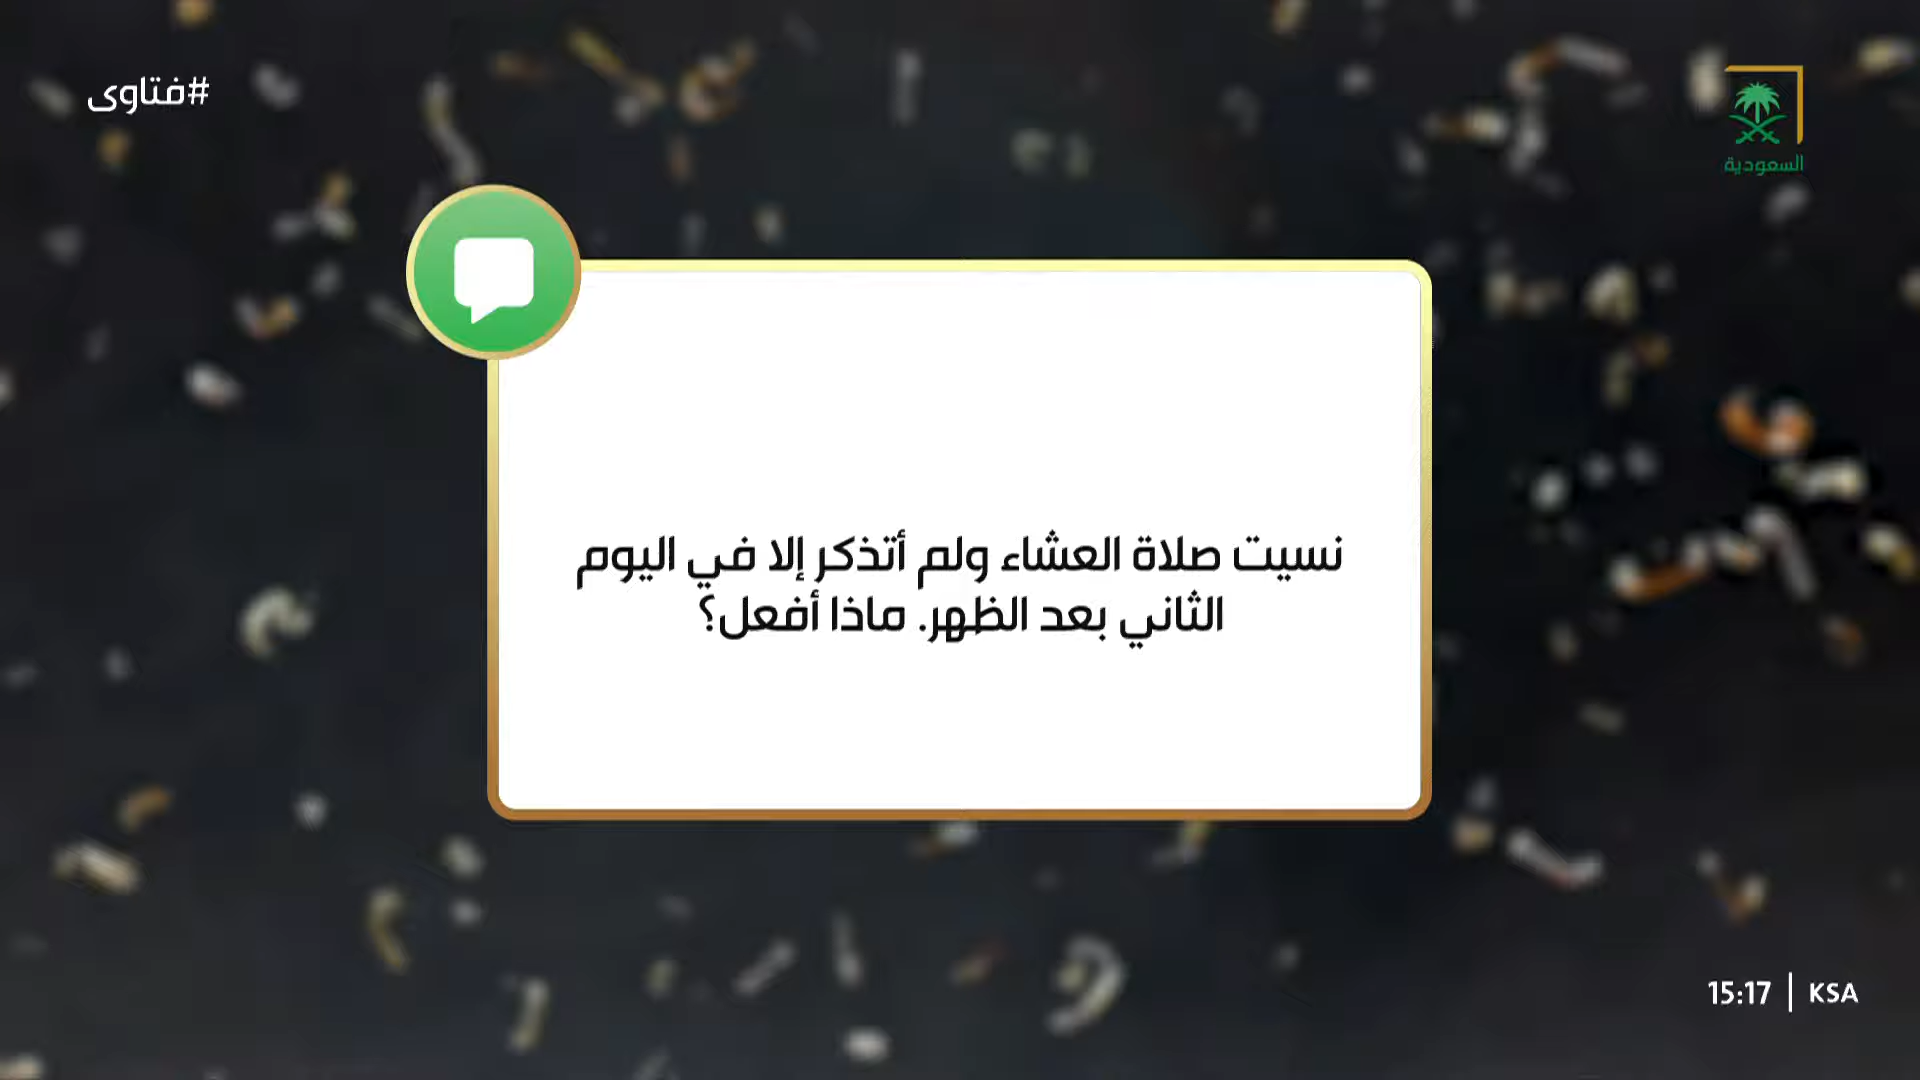 #فتاوى
السعودية
نسيت صلاة العشاء ولم أتذكر إلا في اليوم
الثاني بعد الظهر. ماذا أفعل؟
15:17 | KSA